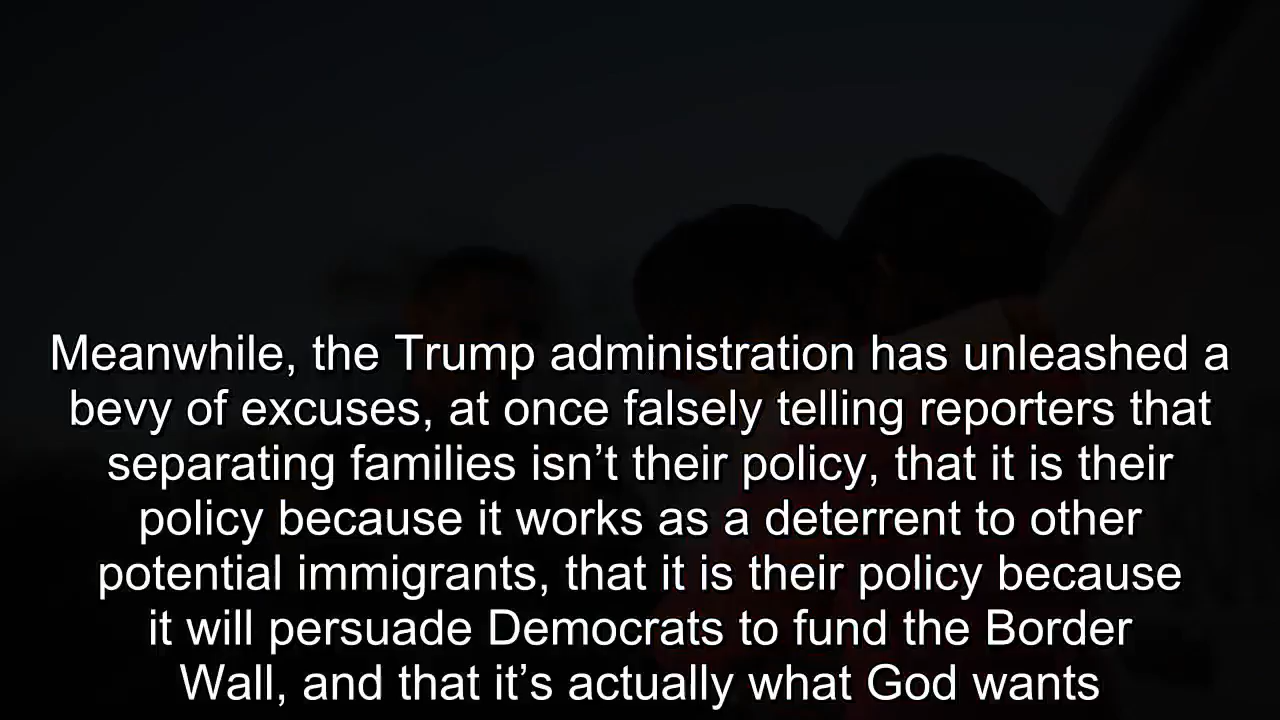 Meanwhile, the Trump administration has unleashed a
bevy of excuses, at once falsely telling reporters that
separating families isn’t their policy, that it is their
policy because it works as a deterrent to other
potential immigrants, that it is their policy because
it will persuade Democrats to fund the Border
Wall, and that it’s actually what God wants